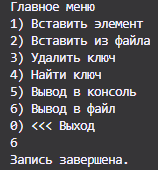 Главное меню
1) Вставить элемент
2) Вставить из файла
3) Удалить ключ
4) Найти ключ
5) Вывод в консоль
6) Вывод в файл
0) <<< Выход
6
Запись завершена.